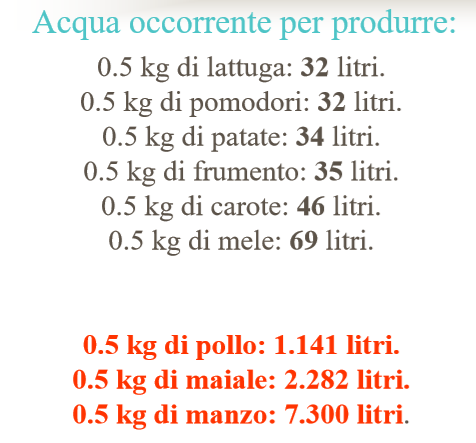 Acqua occorrente per produrre:
0.5 kg di lattuga: 32 litri.
0.5 kg di pomodori: 32 litri.
0.5 kg di patate: 34 litri.
0.5 kg di frumento: 35 litri.
0.5 kg di carote: 46 litri.
0.5 kg di mele: 69 litri.
0.5 kg di pollo: 1.141 litri.
0.5 kg di maiale: 2.282 litri.
0.5 kg di manzo: 7.300 litri.